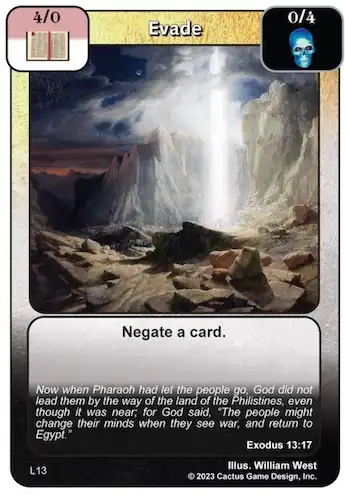 4/0
Evade
0/4
Negate a card.
Now when Pharaoh had let the people go, God did not
lead them by the way of the land of the Philistines, even
though it was near; for God said, “The people might
change their minds when they see war, and return to
Egypt.”
Exodus 13:17
Illus. William West
L13
© 2023 Cactus Game Design, Inc.